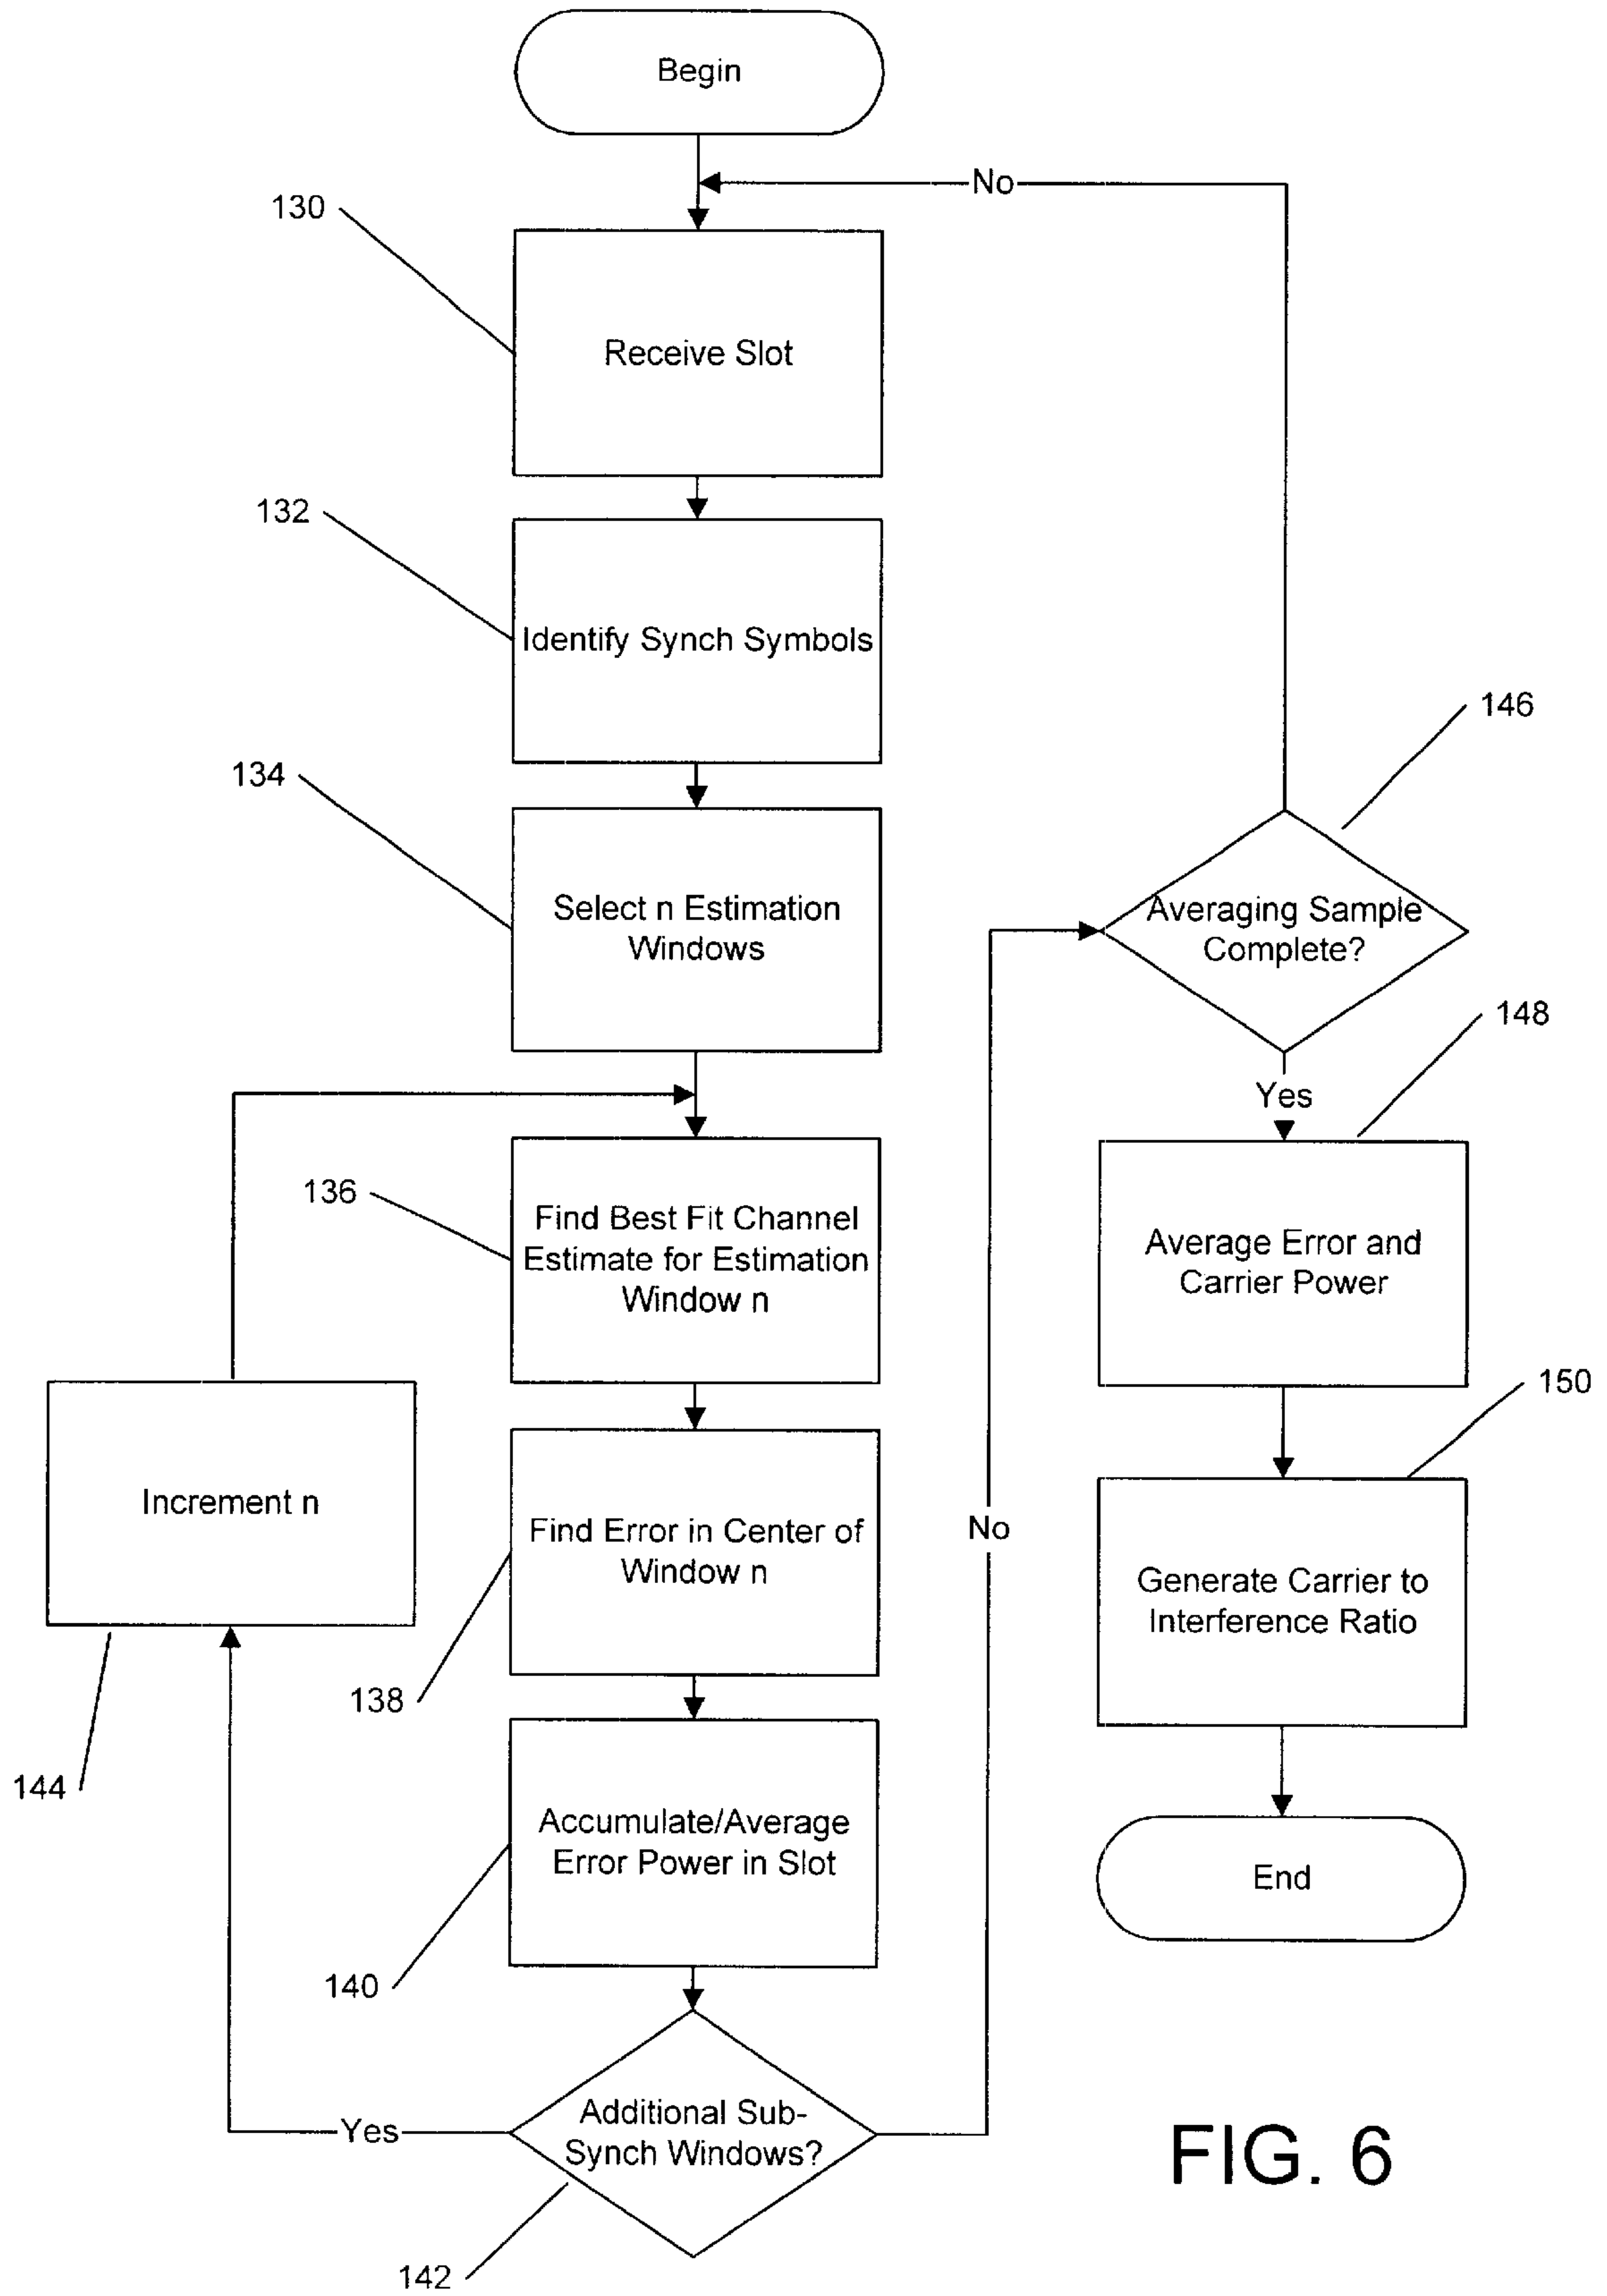 Begin
No
130
Receive Slot
132
Identify Synch Symbols
134
Select n Estimation
Windows
136
Find Best Fit Channel
Estimate for Estimation
Window n
Increment n
144
Find Error in Center of
Window n
138
Accumulate/Average
Error Power in Slot
140
Additional Sub-
Synch Windows?
142
Yes
No
146
Averaging Sample
Complete?
Yes
148
Average Error and
Carrier Power
150
Generate Carrier to
Interference Ratio
End
FIG. 6